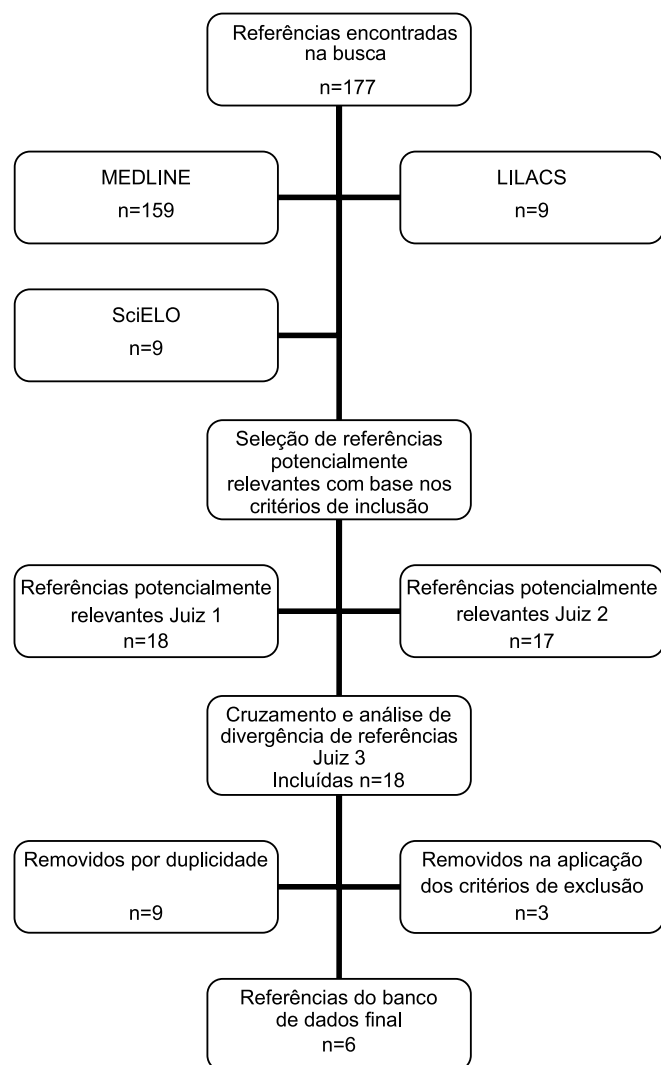 Referências encontradas
na busca
n=177
MEDLINE
n=159
LILACS
n=9
SciELO
n=9
Seleção de referências
potencialmente
relevantes com base nos
critérios de inclusão
Referências potencialmente
relevantes Juiz 1
n=18
Referências potencialmente
relevantes Juiz 2
n=17
Cruzamento e análise de
divergência de referências
Juiz 3
Incluídas n=18
Removidos por duplicidade
n=9
Removidos na aplicação
dos critérios de exclusão
n=3
Referências do banco
de dados final
n=6